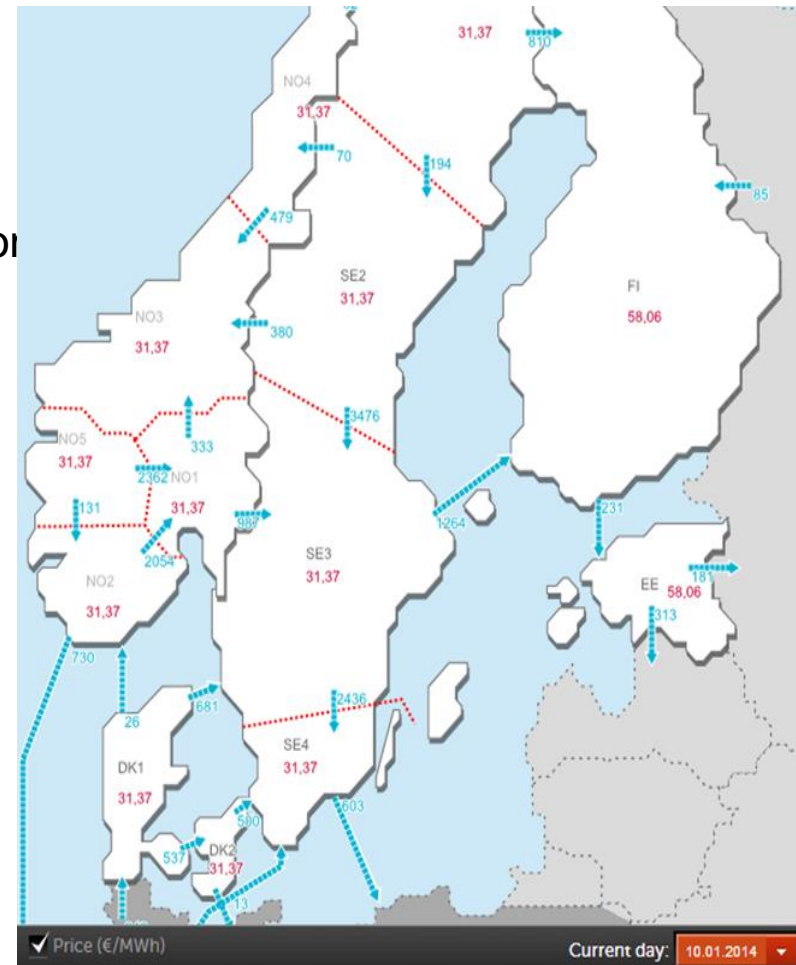 31,37
810
NO4
31,37
70
194
85
479
or
SE2
31,37
FI
58,06
NO3
31,37
380
3476
333
NO5
31,37
2362
NO1
31,37
131
987
1264
231
2054
SE3
31,37
181
EE
58,06
NO2
31,37
313
730
681
2436
26
SE4
31,37
DK1
31,37
603
537
DK2
31,37
13
Price (€/MWh)
Current day:
10.01.2014